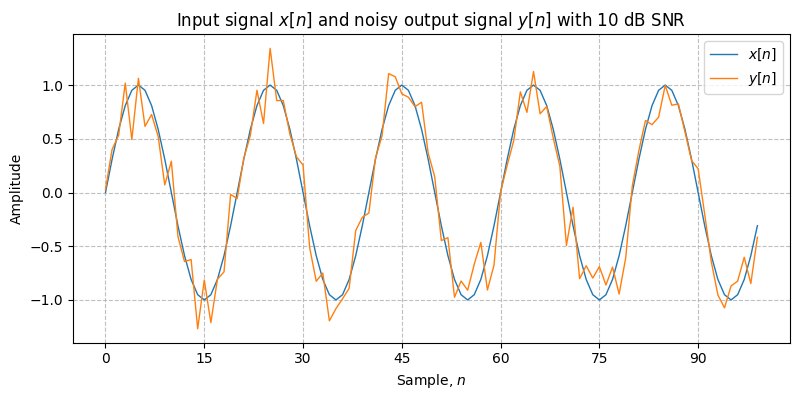 Input signal x[n] and noisy output signal y[n] with 10 dB SNR
x[n]
y[n]
Amplitude
1.0
0.5
0.0
−0.5
−1.0
0 15 30 45 60 75 90
Sample, n